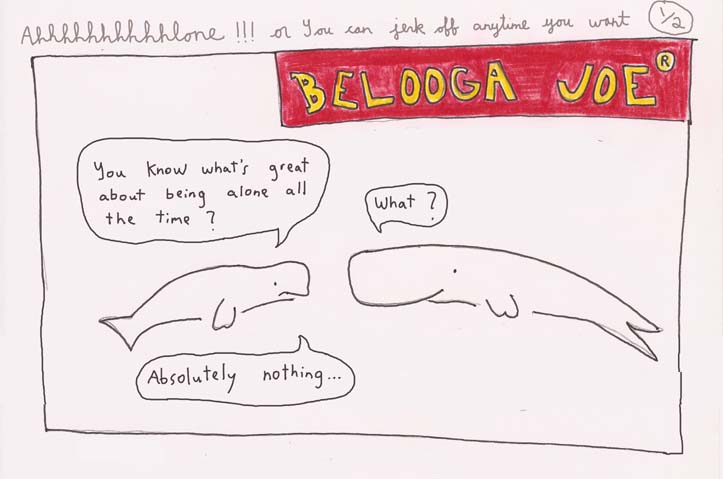 Ahhhhhhhhhhhlone !!! or You can jerk off anytime you want 1/2
BELOOGA JOE®
You know what's great
about being alone all
the time ?
What ?
Absolutely nothing...